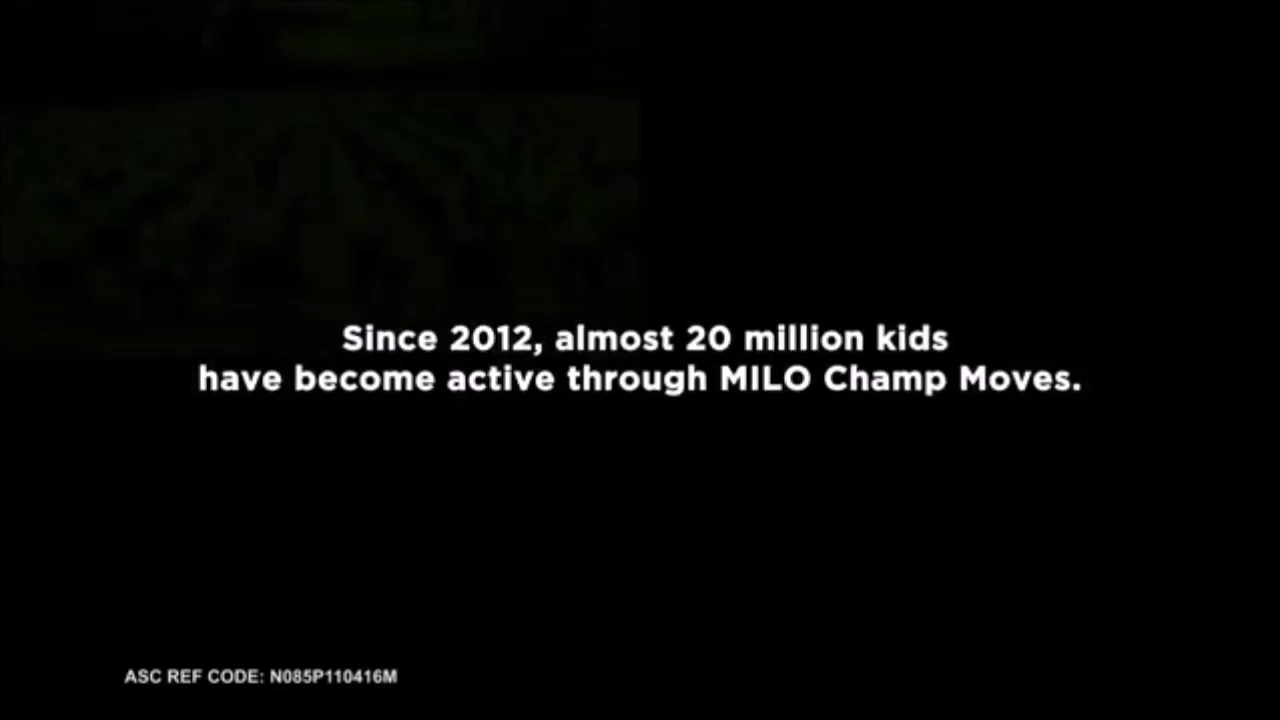 Since 2012, almost 20 million kids
have become active through MILO Champ Moves.
ASC REF CODE: N085P110416M